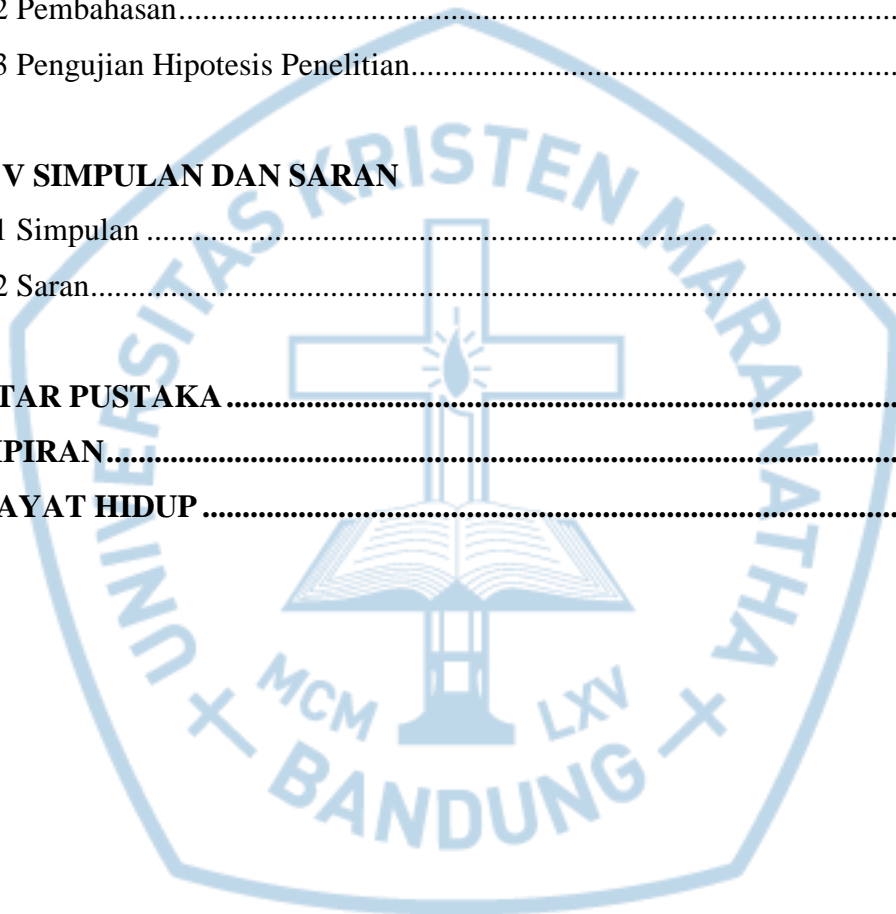 2 Pembahasan
3 Pengujian Hipotesis Penelitian
V SIMPULAN DAN SARAN
1 Simpulan
2 Saran
TAR PUSTAKA
IPIRAN
AYAT HIDUP
UNIVERSITAS KRISTEN MARANATHA
MCM LXV
BANDUNG